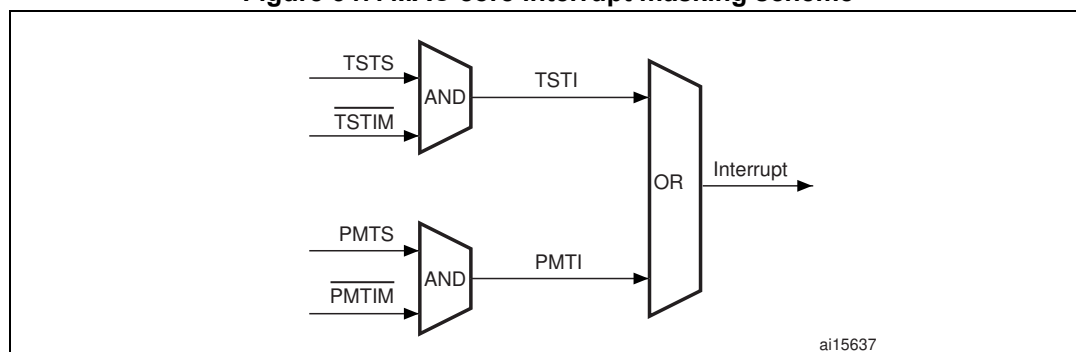 TSTS
TSTIM
AND
TSTI
OR
Interrupt
PMTS
PMTIM
AND
PMTI
ai15637